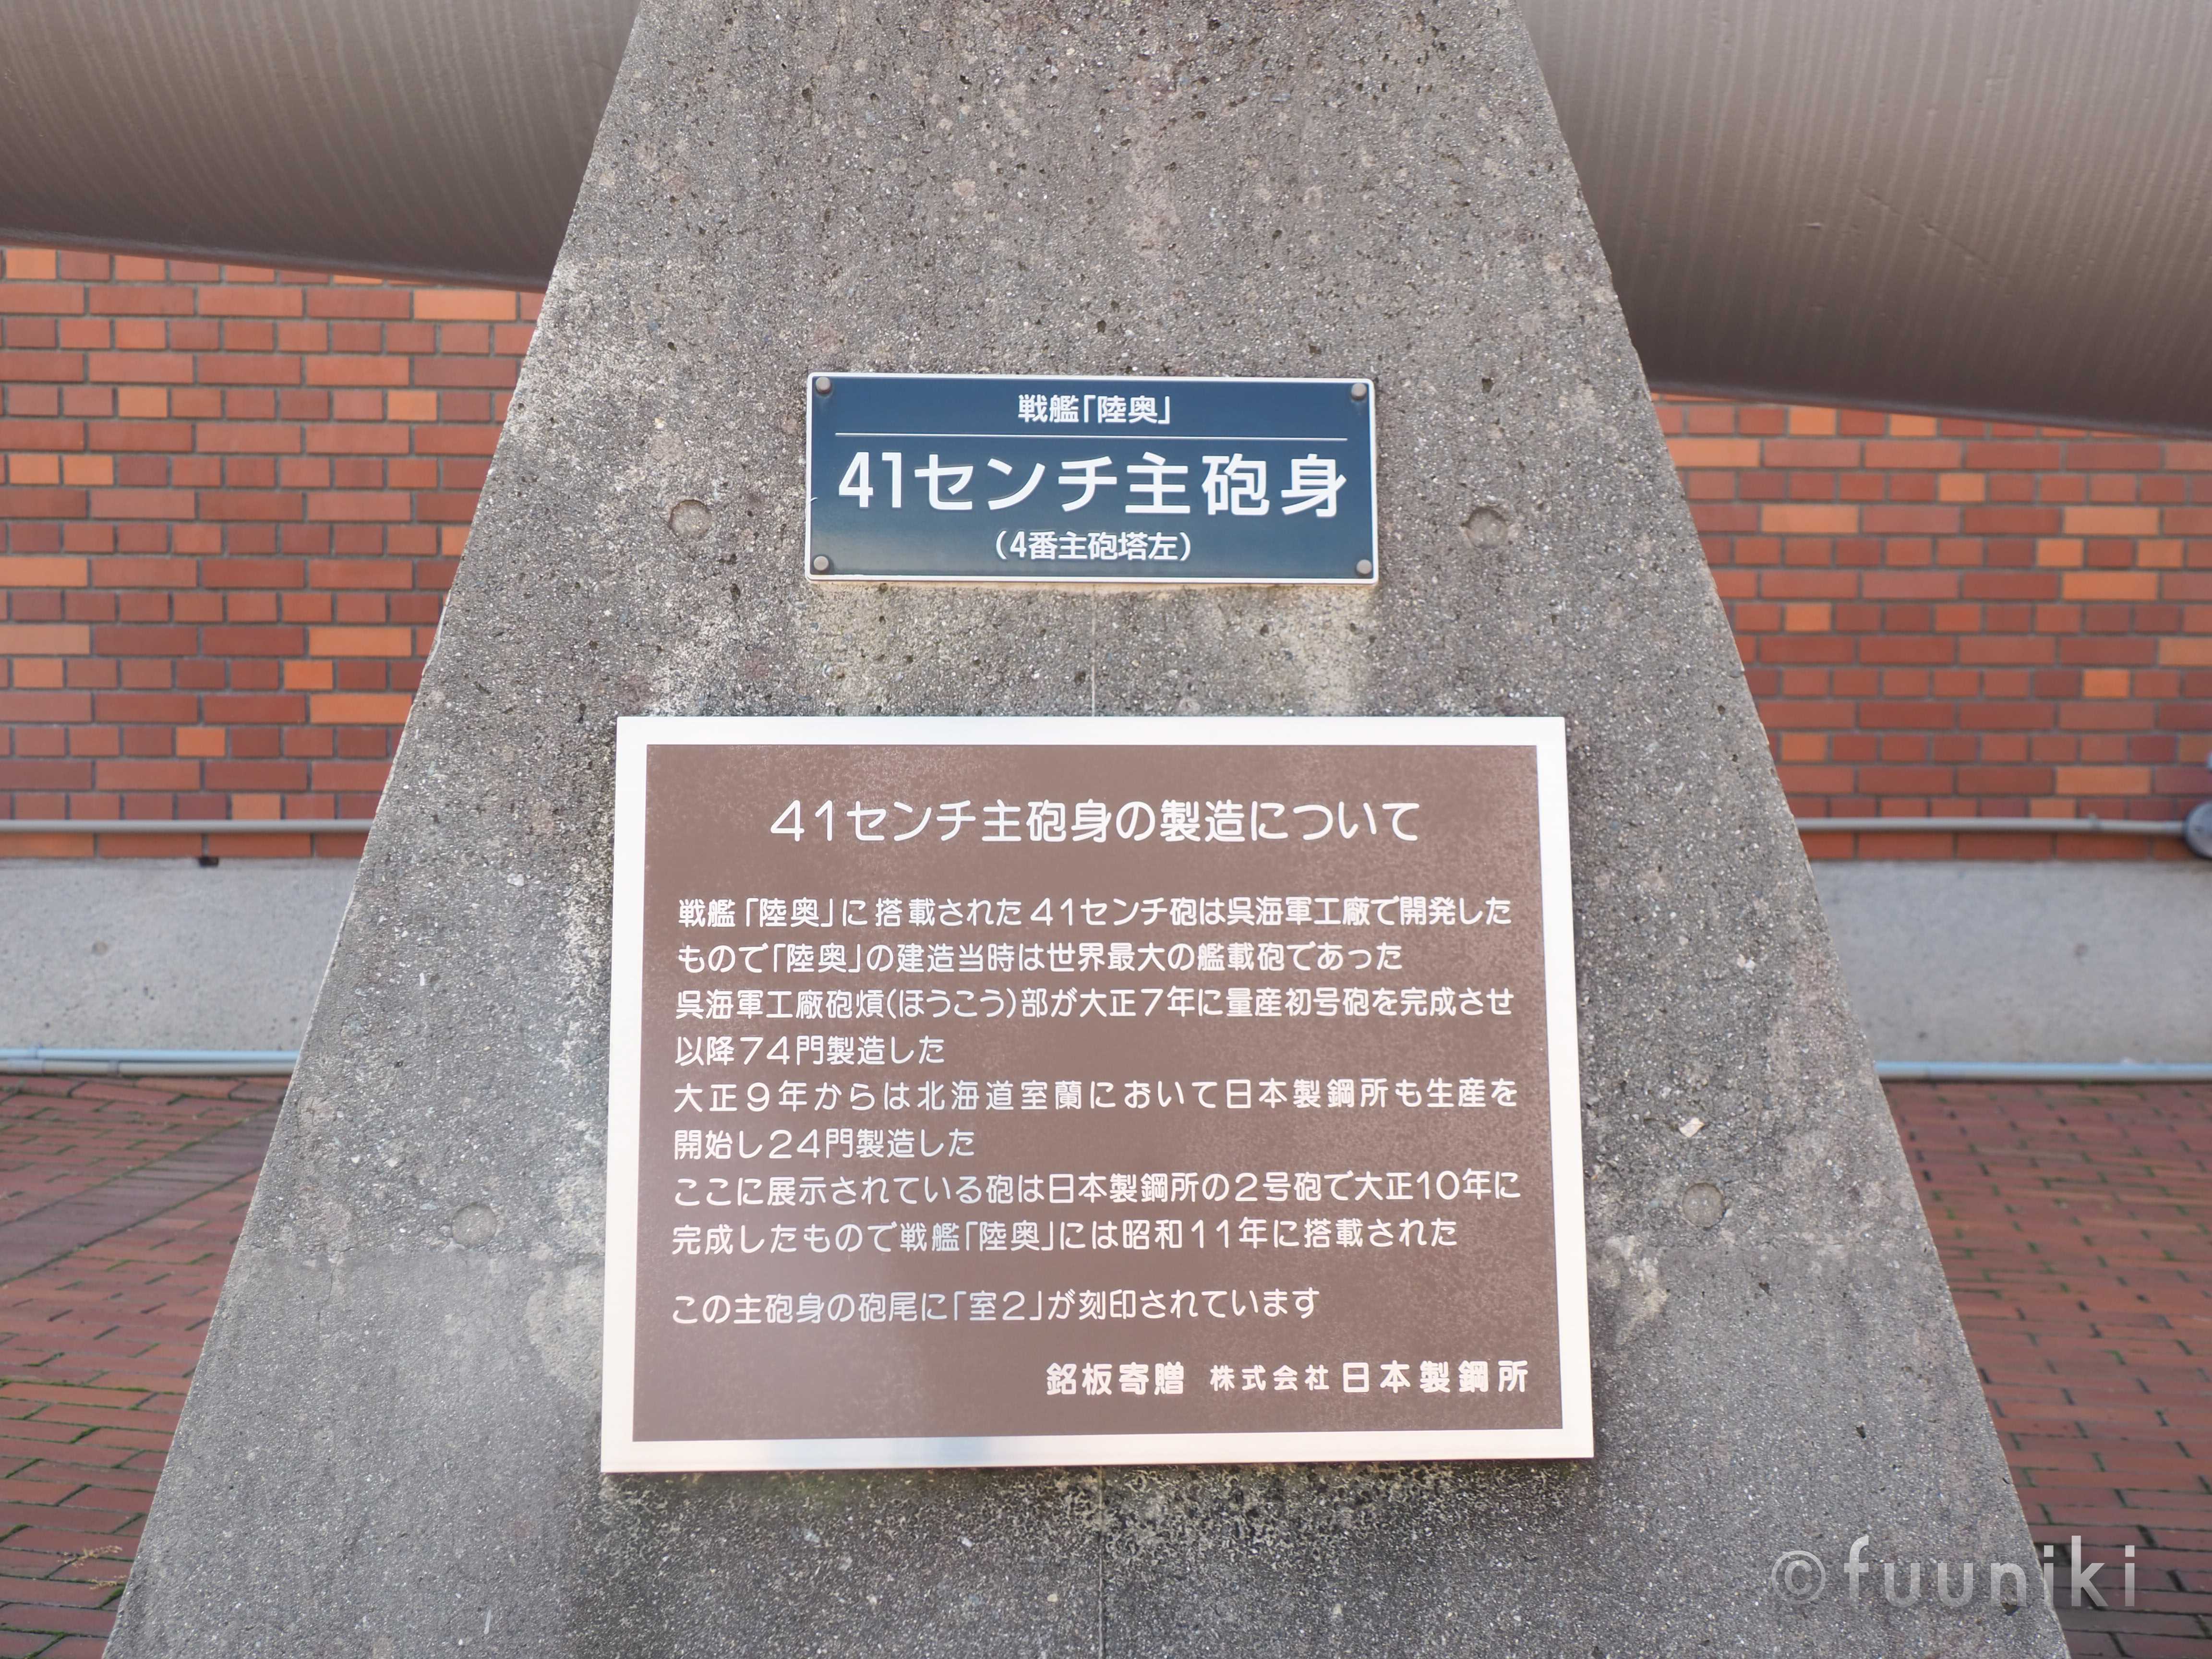 戦艦「陸奥」
41センチ主砲身
（4番主砲塔左）
41センチ主砲身の製造について
戦艦「陸奥」に搭載された41センチ砲は呉海軍工廠で開発した
もので「陸奥」の建造当時は世界最大の艦載砲であった
呉海軍工廠砲熕(ほうこう)部が大正7年に量産初号砲を完成させ
以降74門製造した
大正9年からは北海道室蘭において日本製鋼所も生産を
開始し24門製造した
ここに展示されている砲は日本製鋼所の2号砲で大正10年に
完成したもので戦艦「陸奥」には昭和11年に搭載された
この主砲身の砲尾に「室2」が刻印されています
銘板寄贈 株式会社日本製鋼所
©fuuniki